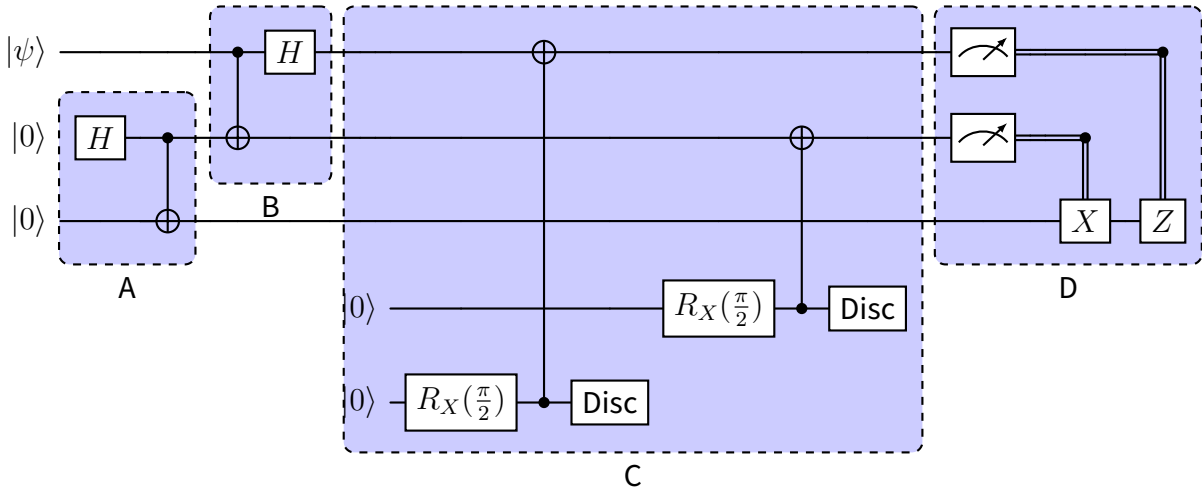 |ψ⟩
H
|0⟩
H
B
|0⟩
X
Z
A
D
|0⟩
R_X(π/2)
Disc
|0⟩
R_X(π/2)
Disc
C